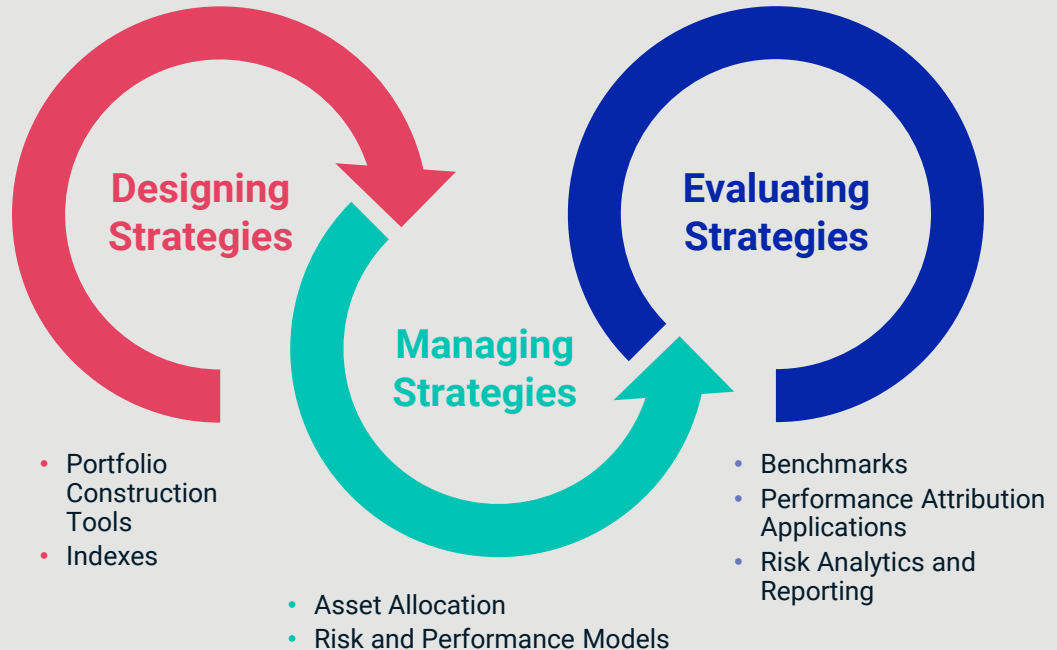 Designing
Strategies
• Portfolio
Construction
Tools
• Indexes
Managing
Strategies
• Asset Allocation
• Risk and Performance Models
Evaluating
Strategies
• Benchmarks
• Performance Attribution
Applications
• Risk Analytics and
Reporting